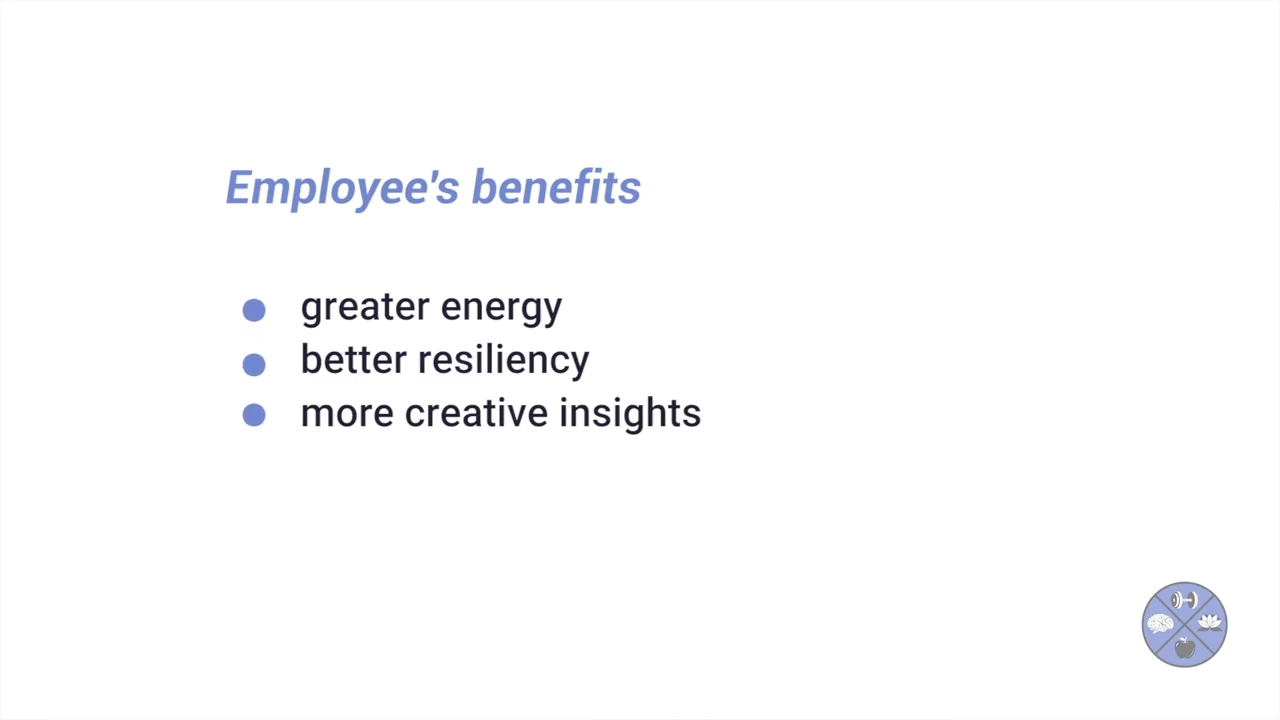 Employee's benefits
greater energy
better resiliency
more creative insights